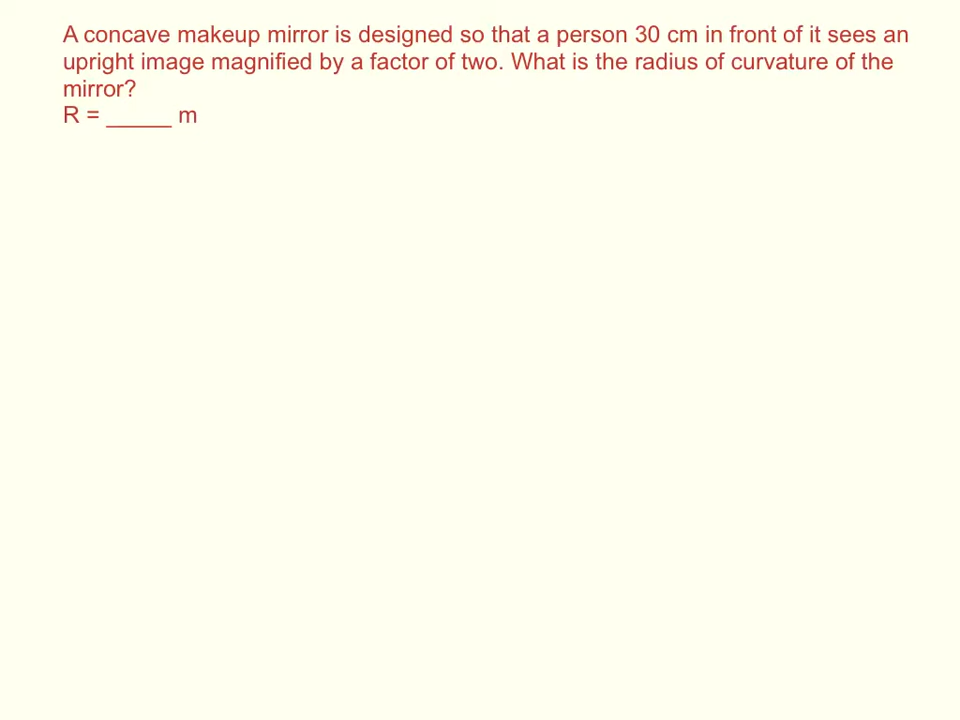 A concave makeup mirror is designed so that a person 30 cm in front of it sees an
upright image magnified by a factor of two. What is the radius of curvature of the
mirror?
R = _____ m